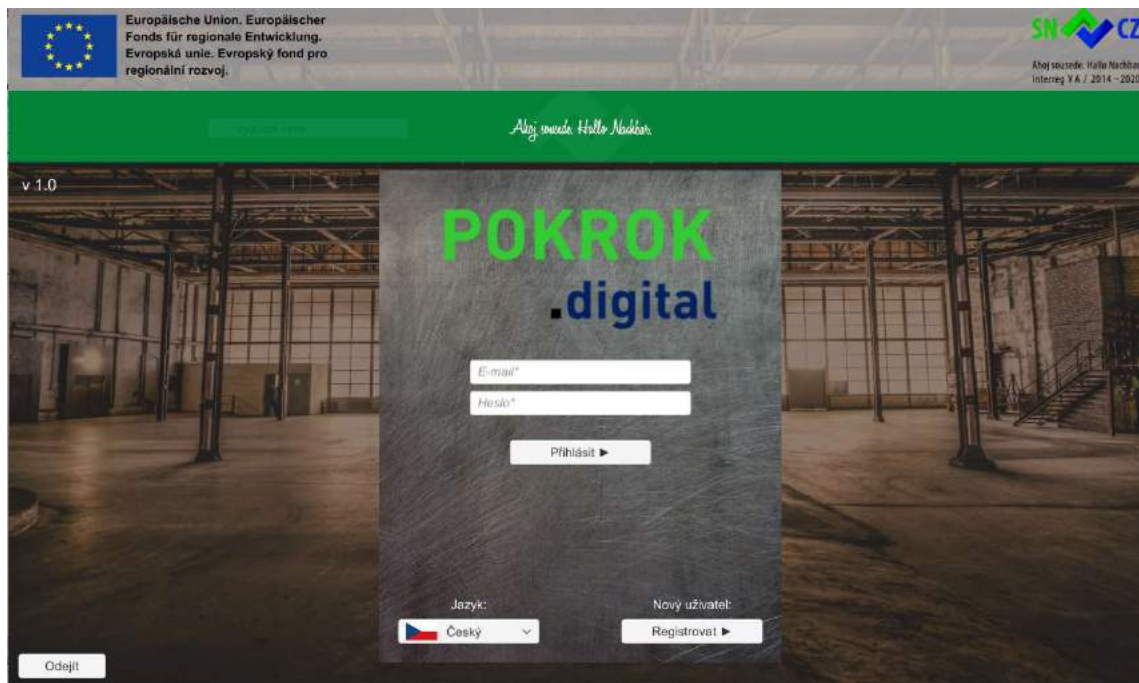 Europäische Union. Europäischer
Fonds für regionale Entwicklung.
Evropská unie. Evropský fond pro
regionální rozvoj.
SN CZ
Ahoj sousede. Hallo Nachbar.
Interreg V A / 2014 – 2020
Ahoj sousede. Hallo Nachbar.
v 1.0
POKROK
.digital
E-mail*
Heslo*
Přihlásit ►
Jazyk:
Nový uživatel:
Český
Registrovat ►
Odejít